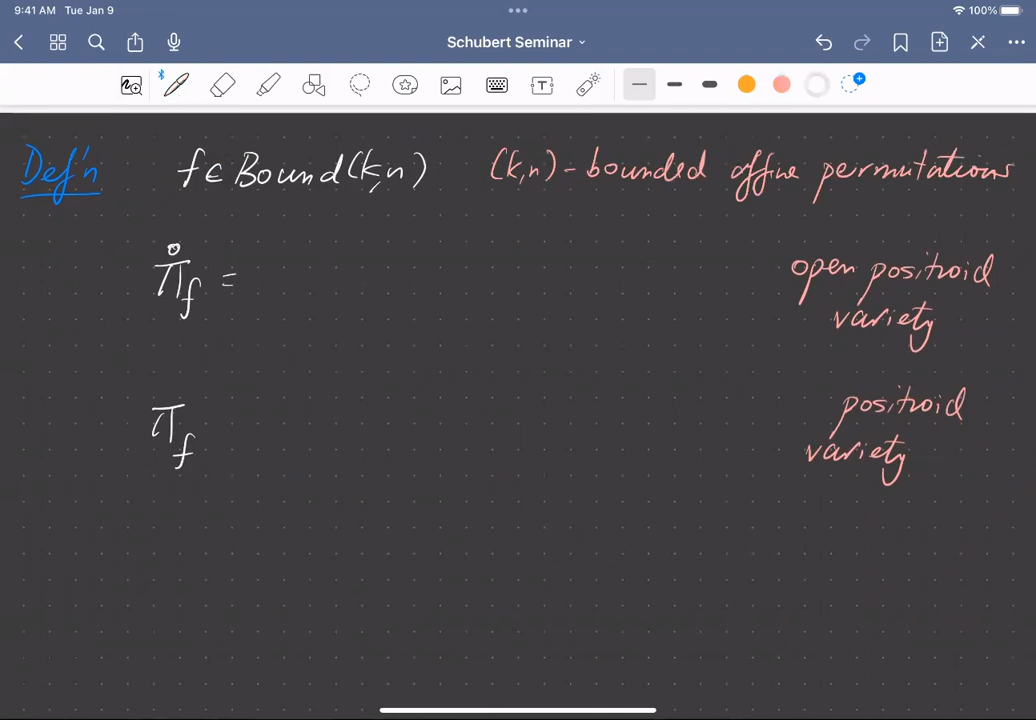 9:41 AM Tue Jan 9
100%
Schubert Seminar
Def'n f ∈ Bound(k,n) (k,n) - bounded affine permutations
Π̊_f = open positroid
variety
Π_f positroid
variety